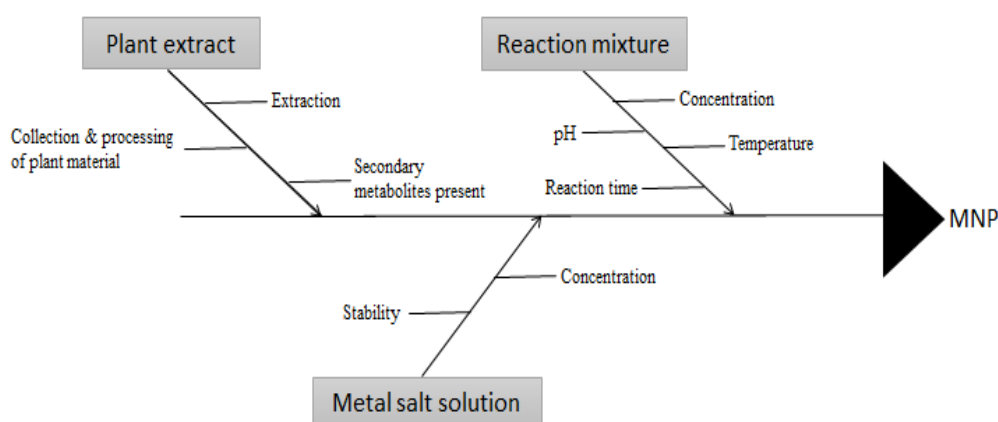 Plant extract
Reaction mixture
Extraction
Collection & processing
of plant material
Secondary
metabolites present
Concentration
pH
Temperature
Reaction time
MNP
Concentration
Stability
Metal salt solution